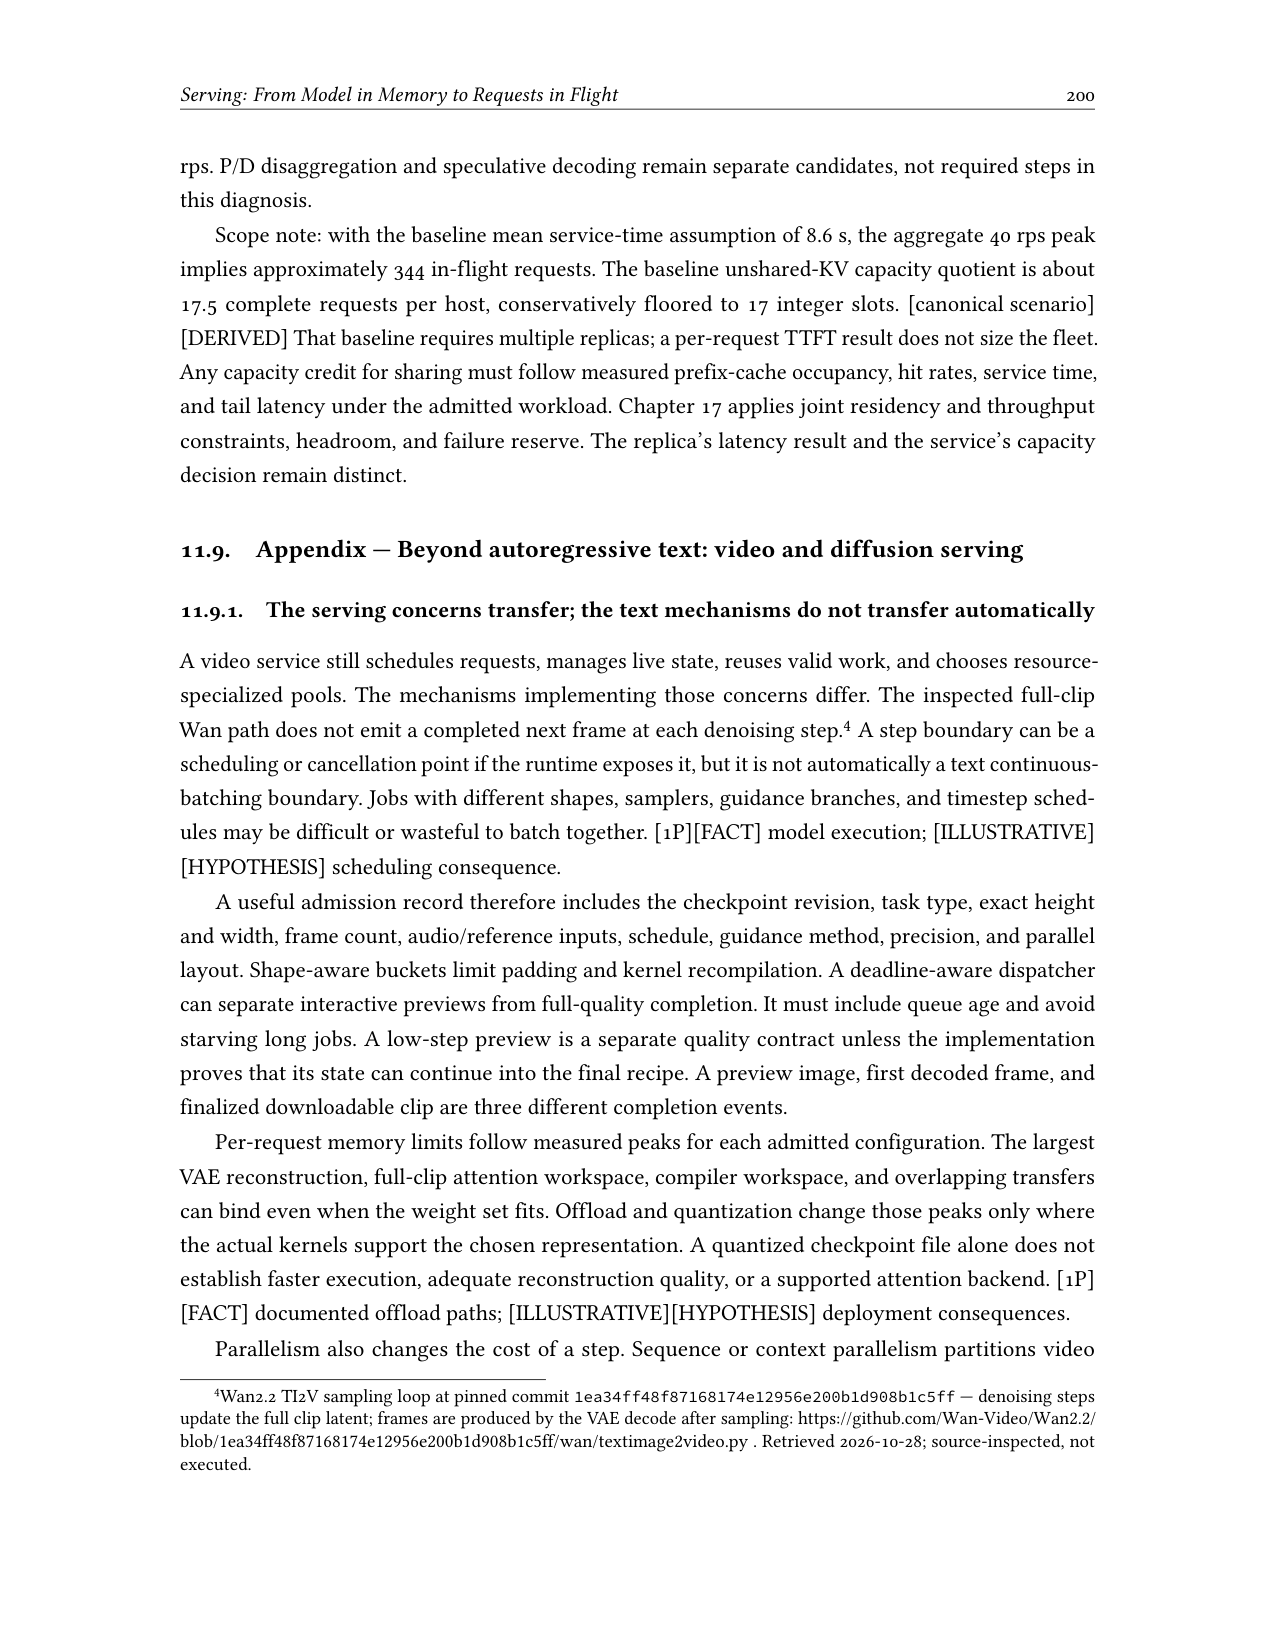 Serving: From Model in Memory to Requests in Flight 200
rps. P/D disaggregation and speculative decoding remain separate candidates, not required steps in
this diagnosis.
Scope note: with the baseline mean service-time assumption of 8.6 s, the aggregate 40 rps peak
implies approximately 344 in-flight requests. The baseline unshared-KV capacity quotient is about
17.5 complete requests per host, conservatively floored to 17 integer slots. [canonical scenario]
[DERIVED] That baseline requires multiple replicas; a per-request TTFT result does not size the fleet.
Any capacity credit for sharing must follow measured prefix-cache occupancy, hit rates, service time,
and tail latency under the admitted workload. Chapter 17 applies joint residency and throughput
constraints, headroom, and failure reserve. The replica’s latency result and the service’s capacity
decision remain distinct.
11.9. Appendix — Beyond autoregressive text: video and diffusion serving
11.9.1. The serving concerns transfer; the text mechanisms do not transfer automatically
A video service still schedules requests, manages live state, reuses valid work, and chooses resource-
specialized pools. The mechanisms implementing those concerns differ. The inspected full-clip
Wan path does not emit a completed next frame at each denoising step.⁴ A step boundary can be a
scheduling or cancellation point if the runtime exposes it, but it is not automatically a text continuous-
batching boundary. Jobs with different shapes, samplers, guidance branches, and timestep sched-
ules may be difficult or wasteful to batch together. [1P][FACT] model execution; [ILLUSTRATIVE]
[HYPOTHESIS] scheduling consequence.
A useful admission record therefore includes the checkpoint revision, task type, exact height
and width, frame count, audio/reference inputs, schedule, guidance method, precision, and parallel
layout. Shape-aware buckets limit padding and kernel recompilation. A deadline-aware dispatcher
can separate interactive previews from full-quality completion. It must include queue age and avoid
starving long jobs. A low-step preview is a separate quality contract unless the implementation
proves that its state can continue into the final recipe. A preview image, first decoded frame, and
finalized downloadable clip are three different completion events.
Per-request memory limits follow measured peaks for each admitted configuration. The largest
VAE reconstruction, full-clip attention workspace, compiler workspace, and overlapping transfers
can bind even when the weight set fits. Offload and quantization change those peaks only where
the actual kernels support the chosen representation. A quantized checkpoint file alone does not
establish faster execution, adequate reconstruction quality, or a supported attention backend. [1P]
[FACT] documented offload paths; [ILLUSTRATIVE][HYPOTHESIS] deployment consequences.
Parallelism also changes the cost of a step. Sequence or context parallelism partitions video
⁴Wan2.2 TI2V sampling loop at pinned commit 1ea34ff48f87168174e12956e200b1d908b1c5ff — denoising steps
update the full clip latent; frames are produced by the VAE decode after sampling: https://github.com/Wan-Video/Wan2.2/
blob/1ea34ff48f87168174e12956e200b1d908b1c5ff/wan/textimage2video.py . Retrieved 2026-10-28; source-inspected, not
executed.